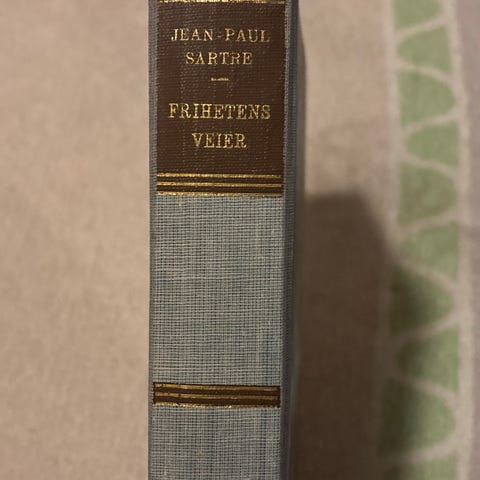 JEAN-PAUL
SARTRE
FRIHETENS
VEIER